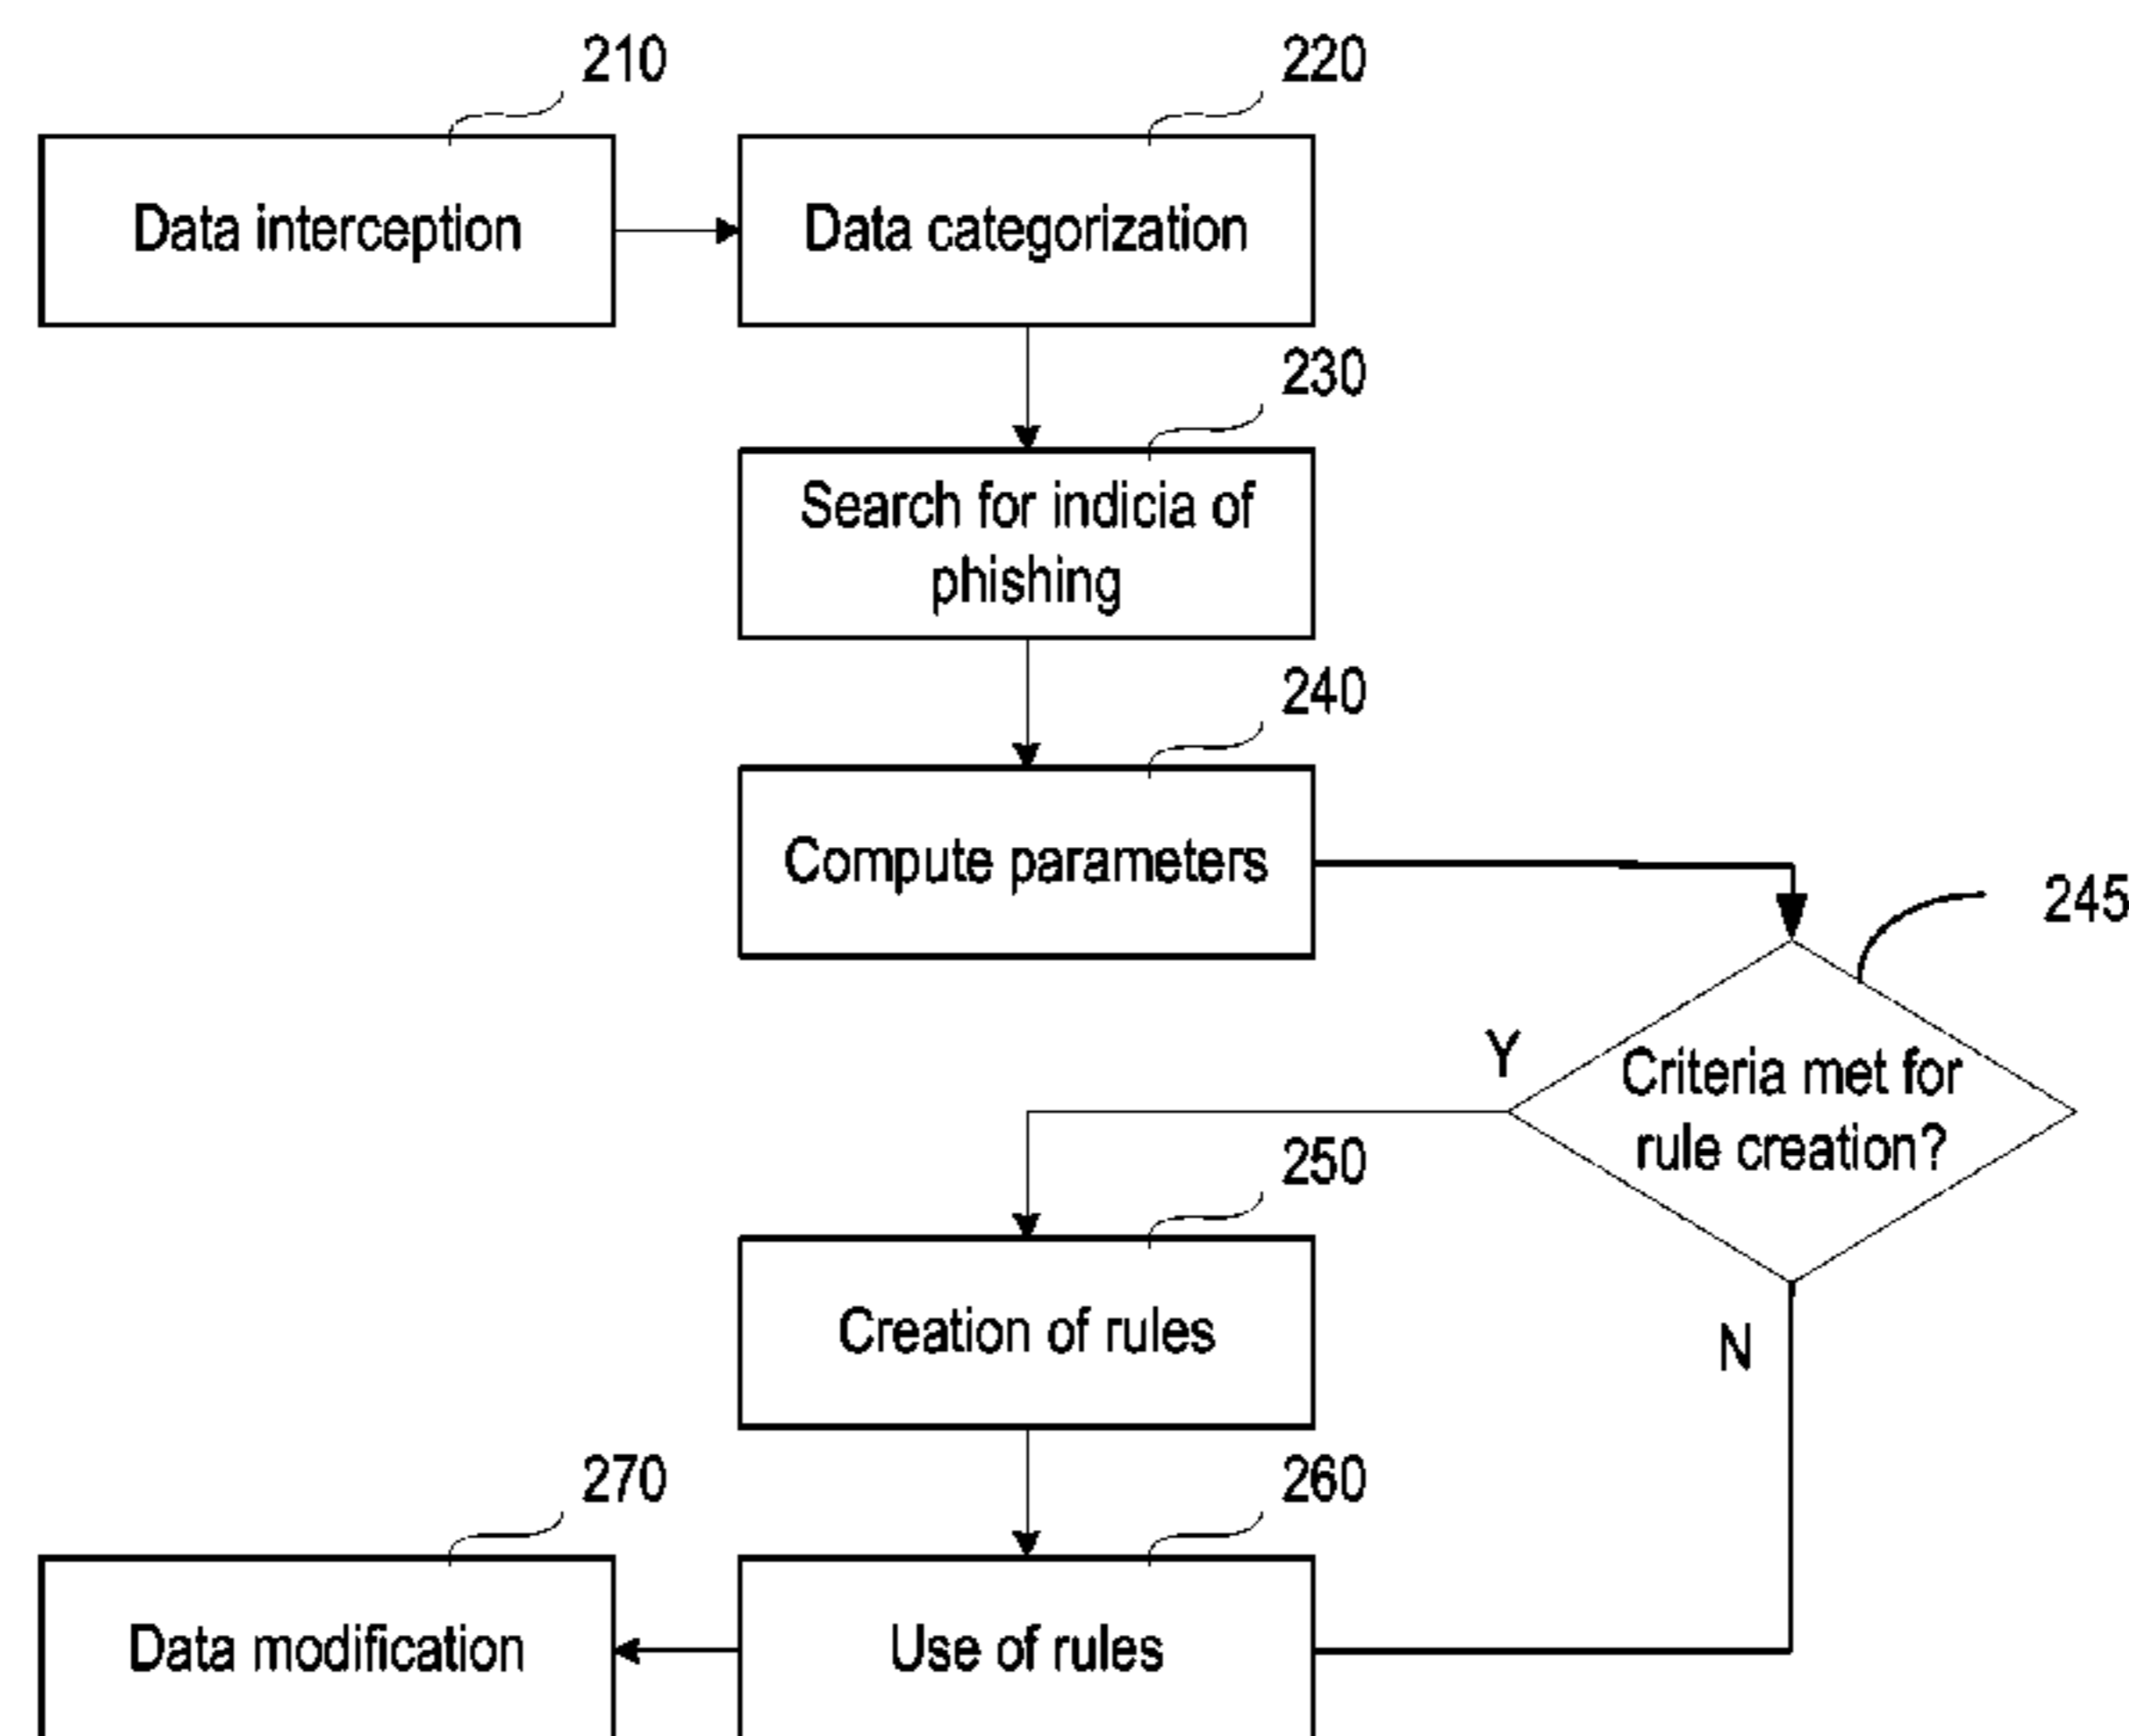 210
220
Data interception
Data categorization
230
Search for indicia of
phishing
240
Compute parameters
245
Y
Criteria met for
rule creation?
250
Creation of rules
N
270
260
Data modification
Use of rules